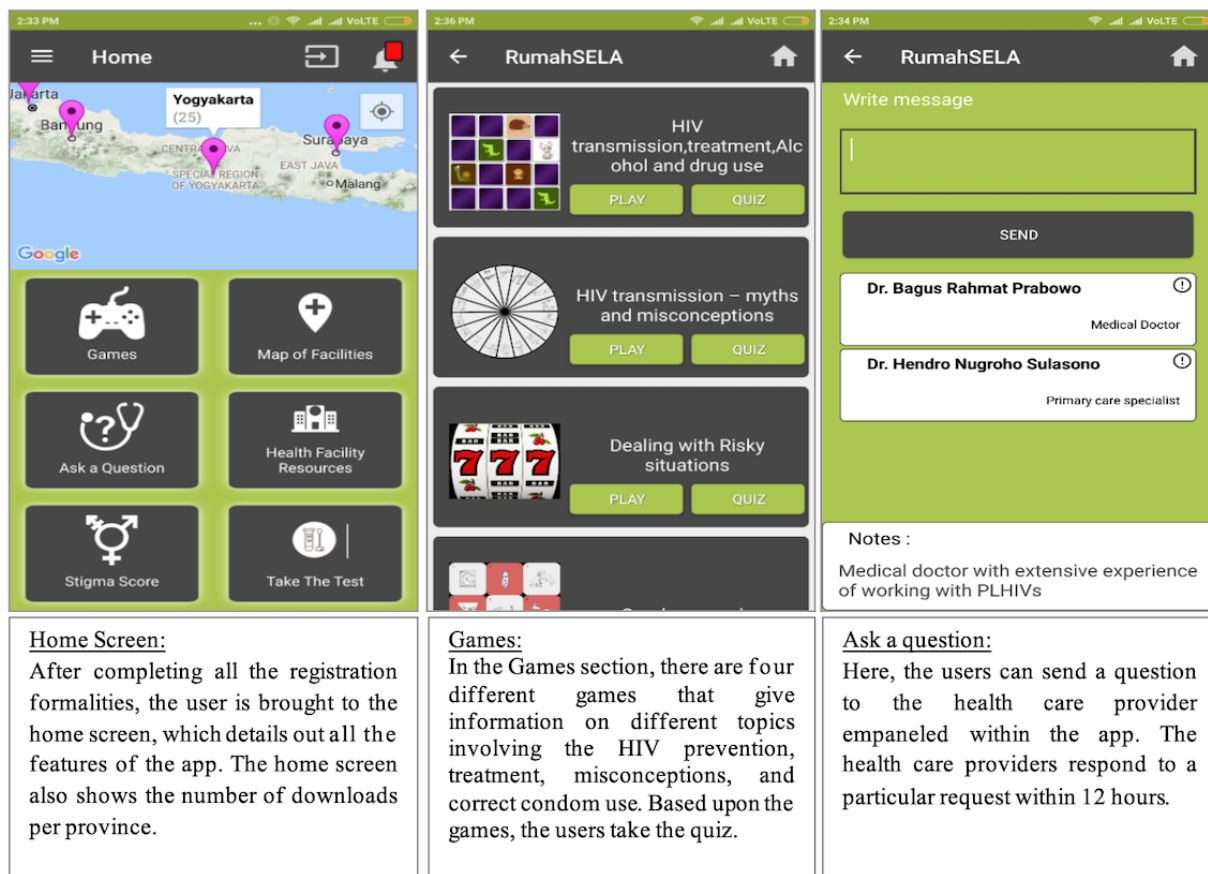 2:33 PM
... VoLTE
Home
Jakarta
Bandung
Yogyakarta
(25)
Surabaya
CENTRAL JAVA
EAST JAVA
SPECIAL REGION
OF YOGYAKARTA
Malang
Google
Games
Map of Facilities
Ask a Question
Health Facility
Resources
Stigma Score
Take The Test
Home Screen:
After completing all the registration
formalities, the user is brought to the
home screen, which details out all the
features of the app. The home screen
also shows the number of downloads
per province.
2:36 PM
VoLTE
RumahSELA
HIV
transmission,treatment,Alc
ohol and drug use
PLAY
QUIZ
HIV transmission – myths
and misconceptions
PLAY
QUIZ
BAR BAR
7 7 7
BAR BAR
Dealing with Risky
situations
PLAY
QUIZ
Games:
In the Games section, there are four
different games that give
information on different topics
involving the HIV prevention,
treatment, misconceptions, and
correct condom use. Based upon the
games, the users take the quiz.
2:34 PM
VoLTE
RumahSELA
Write message
SEND
Dr. Bagus Rahmat Prabowo
Medical Doctor
Dr. Hendro Nugroho Sulasono
Primary care specialist
Notes :
Medical doctor with extensive experience
of working with PLHIVs
Ask a question:
Here, the users can send a question
to the health care provider
empaneled within the app. The
health care providers respond to a
particular request within 12 hours.